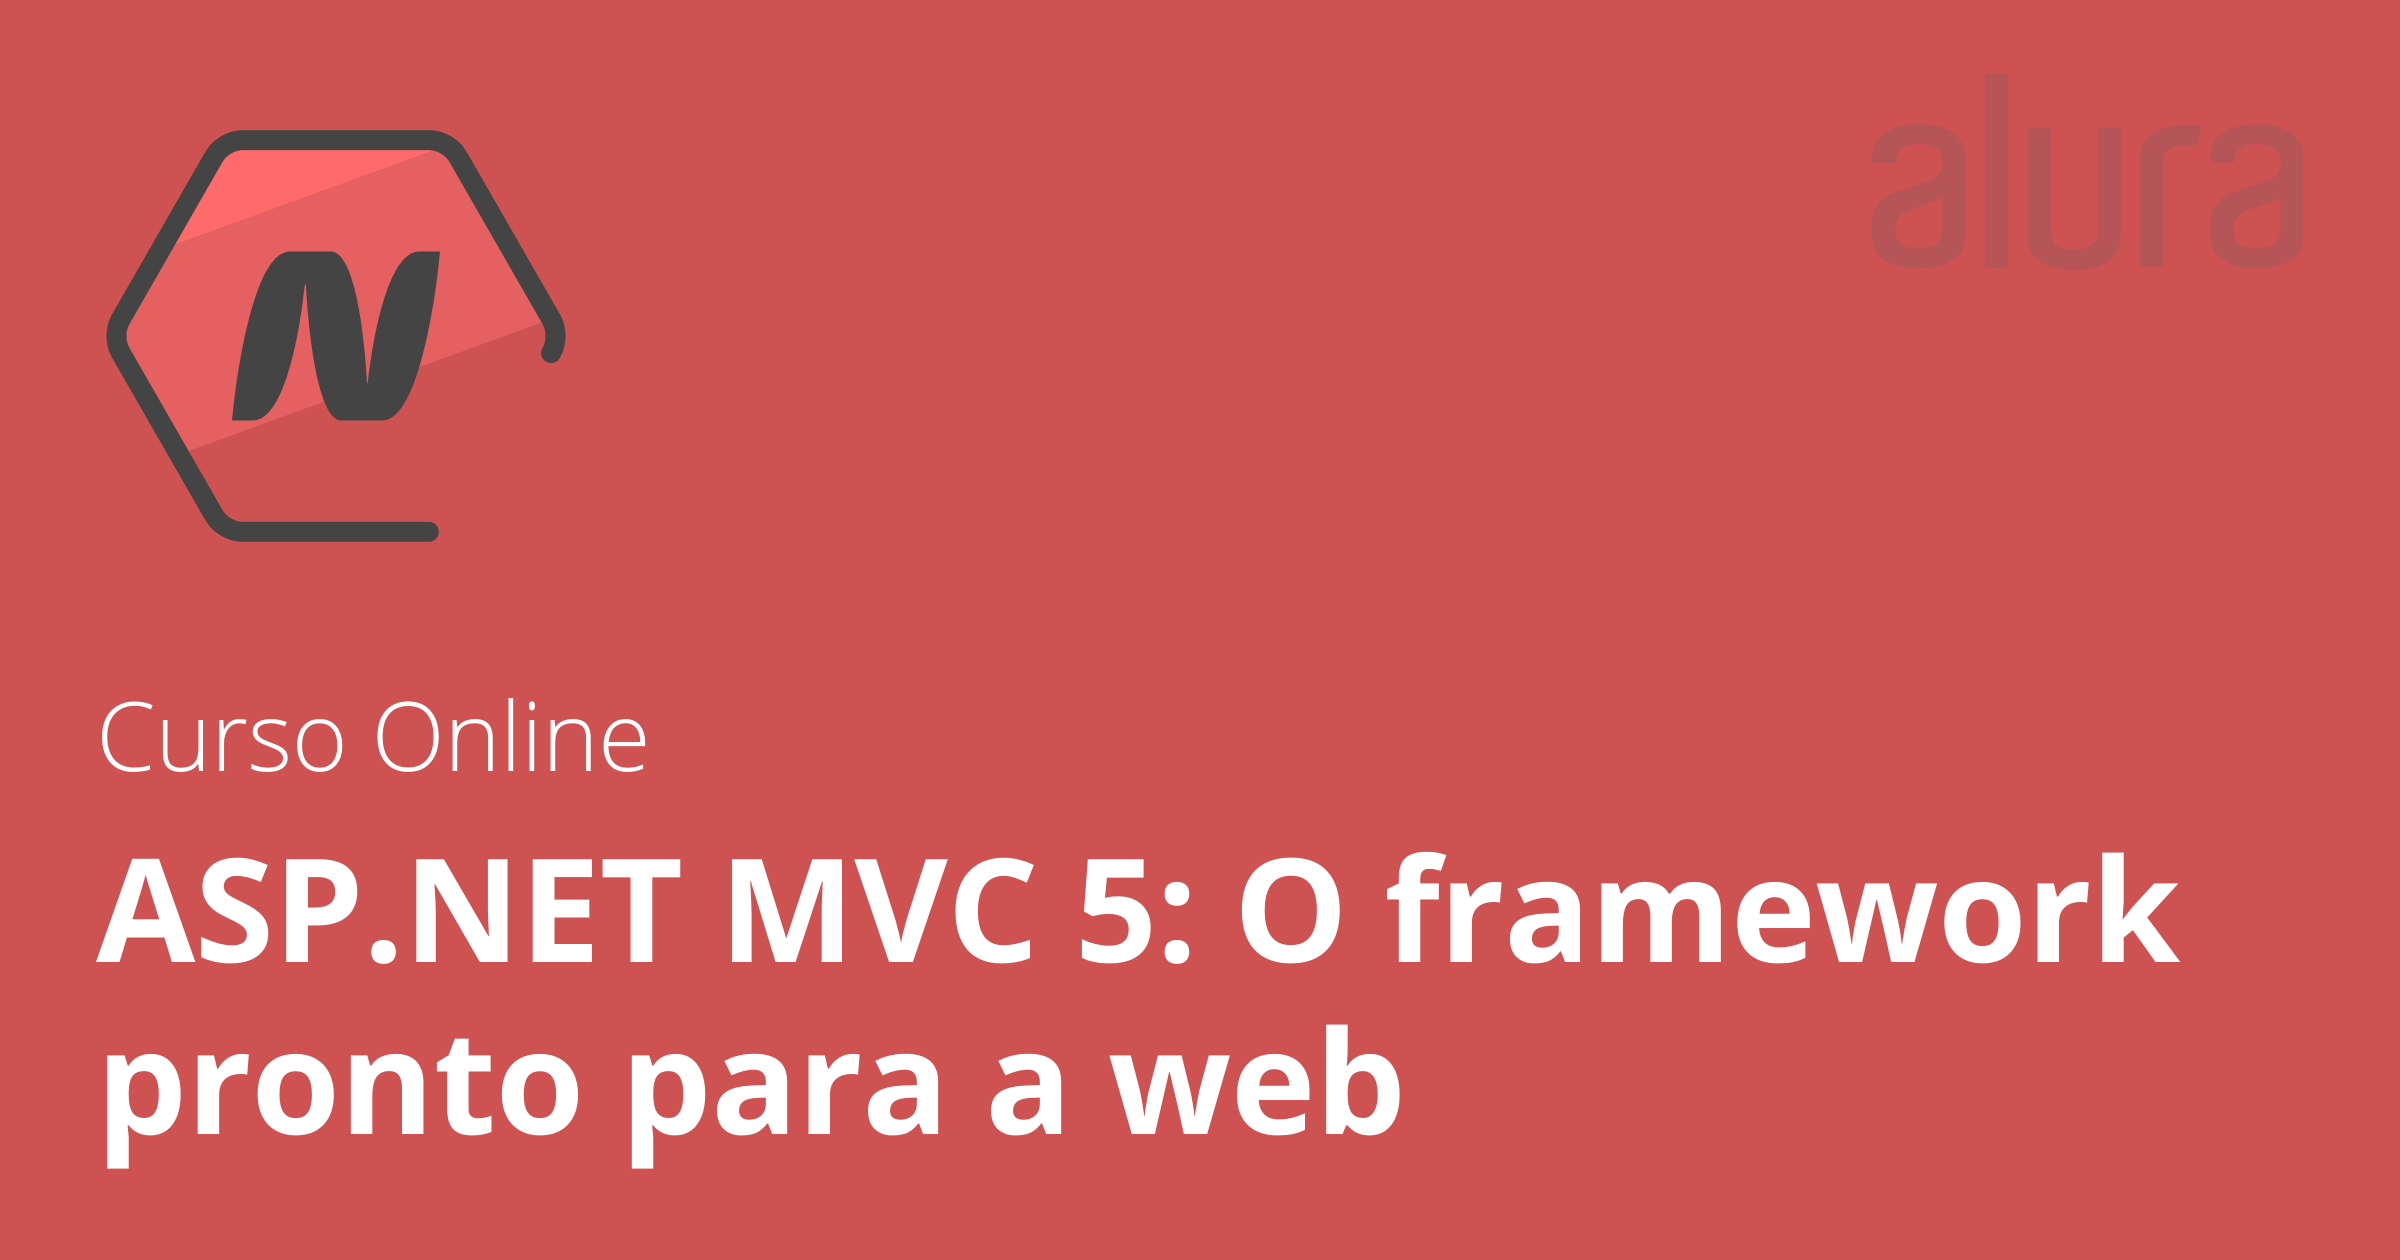 alura
N
Curso Online
ASP.NET MVC 5: O framework
pronto para a web